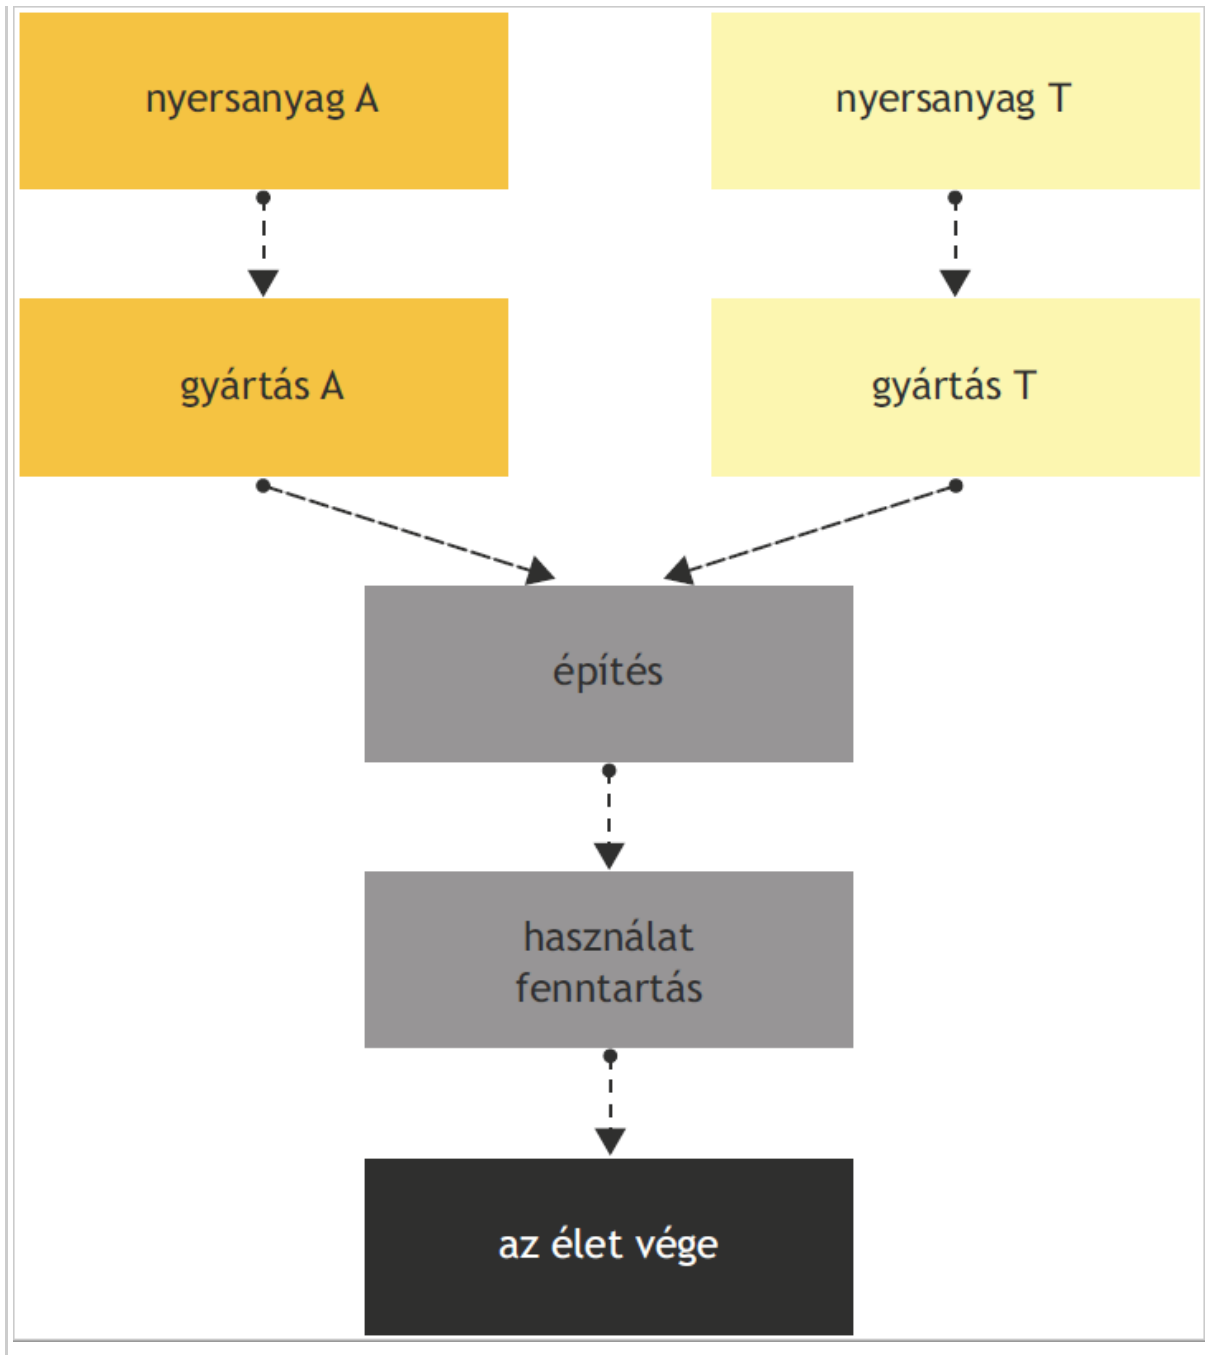 nyersanyag A
nyersanyag T
gyártás A
gyártás T
építés
használat
fenntartás
az élet vége